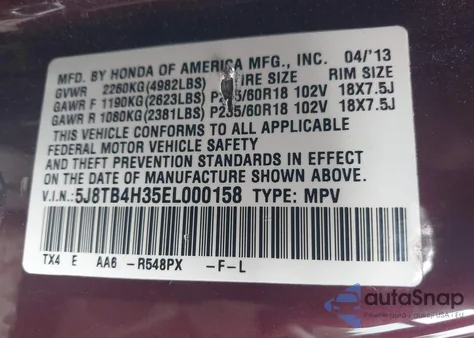 MFD. BY HONDA OF AMERICA MFG., INC. 04/'13
GVWR 2260KG(4982LBS) TIRE SIZE RIM SIZE
GAWR F 1190KG(2623LBS) P235/60R18 102V 18X7.5J
GAWR R 1080KG(2381LBS) P235/60R18 102V 18X7.5J
THIS VEHICLE CONFORMS TO ALL APPLICABLE
FEDERAL MOTOR VEHICLE SAFETY
AND THEFT PREVENTION STANDARDS IN EFFECT
ON THE DATE OF MANUFACTURE SHOWN ABOVE.
V.I.N.: 5J8TB4H35EL000158 TYPE: MPV
TX4 E AA6 -R548PX -F-L
autoSnap